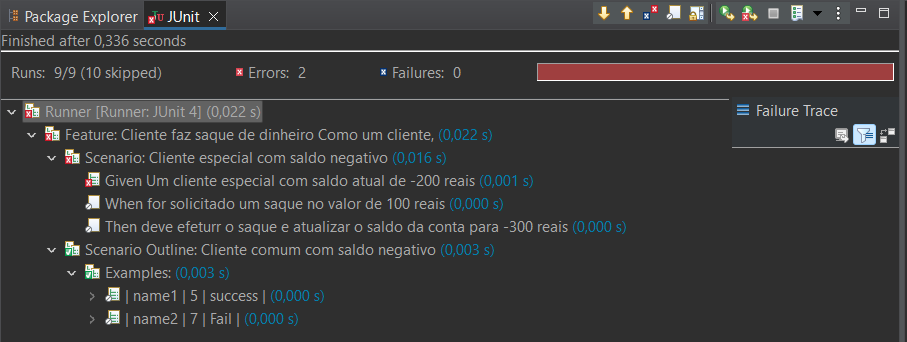 Package Explorer JUnit
Finished after 0,336 seconds
Runs: 9/9 (10 skipped) Errors: 2 Failures: 0
Runner [Runner: JUnit 4] (0,022 s)
Failure Trace
Feature: Cliente faz saque de dinheiro Como um cliente, (0,022 s)
Scenario: Cliente especial com saldo negativo (0,016 s)
Given Um cliente especial com saldo atual de -200 reais (0,001 s)
When for solicitado um saque no valor de 100 reais (0,000 s)
Then deve efeturr o saque e atualizar o saldo da conta para -300 reais (0,000 s)
Scenario Outline: Cliente comum com saldo negativo (0,003 s)
Examples: (0,003 s)
| name1 | 5 | success | (0,000 s)
| name2 | 7 | Fail | (0,000 s)